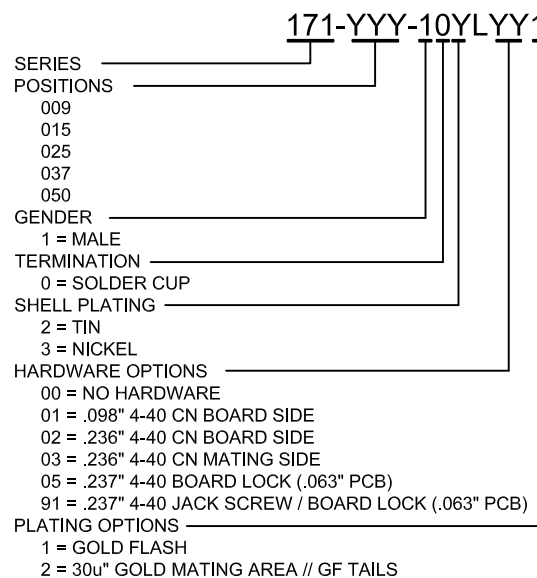 171-YYY-10YLYY1
SERIES
POSITIONS
009
015
025
037
050
GENDER
1 = MALE
TERMINATION
0 = SOLDER CUP
SHELL PLATING
2 = TIN
3 = NICKEL
HARDWARE OPTIONS
00 = NO HARDWARE
01 = .098" 4-40 CN BOARD SIDE
02 = .236" 4-40 CN BOARD SIDE
03 = .236" 4-40 CN MATING SIDE
05 = .237" 4-40 BOARD LOCK (.063" PCB)
91 = .237" 4-40 JACK SCREW / BOARD LOCK (.063" PCB)
PLATING OPTIONS
1 = GOLD FLASH
2 = 30u" GOLD MATING AREA // GF TAILS